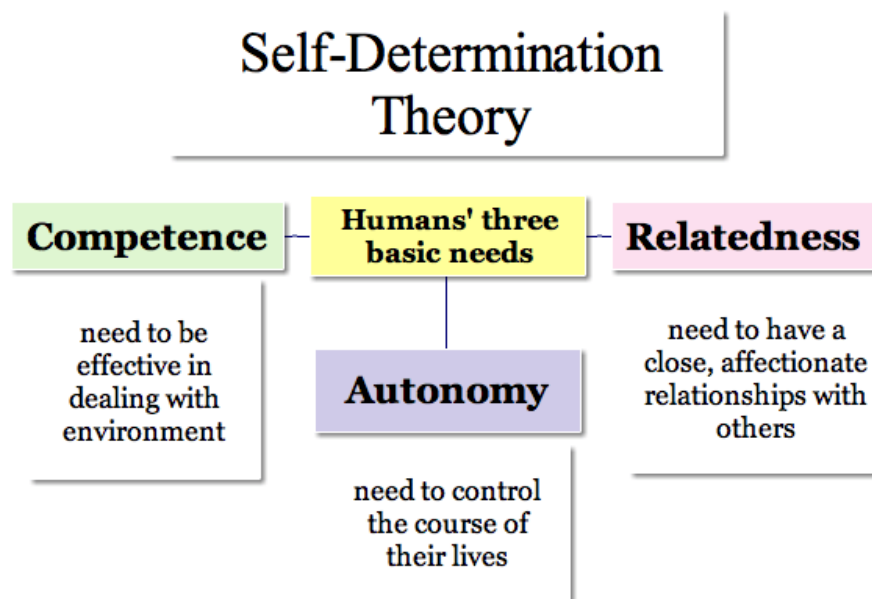 Self-Determination
Theory
Competence
Humans' three
basic needs
Relatedness
need to be
effective in
dealing with
environment
Autonomy
need to have a
close, affectionate
relationships with
others
need to control
the course of
their lives